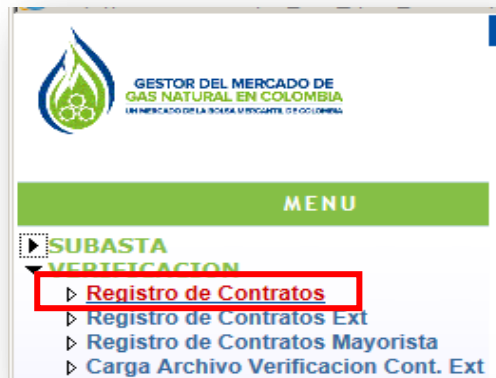 GESTOR DEL MERCADO DE
GAS NATURAL EN COLOMBIA
UN MERCADO DE LA BOLSA MERCANTIL DE COLOMBIA
MENU
SUBASTA
VERIFICACION
Registro de Contratos
Registro de Contratos Ext
Registro de Contratos Mayorista
Carga Archivo Verificacion Cont. Ext